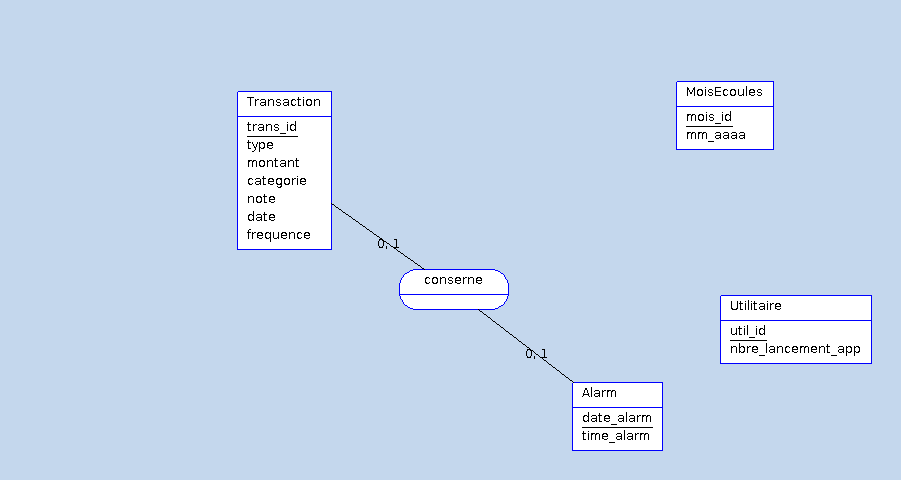 Transaction
trans_id
type
montant
categorie
note
date
frequence
MoisEcoules
mois_id
mm_aaaa
0, 1
conserne
0, 1
Utilitaire
util_id
nbre_lancement_app
Alarm
date_alarm
time_alarm